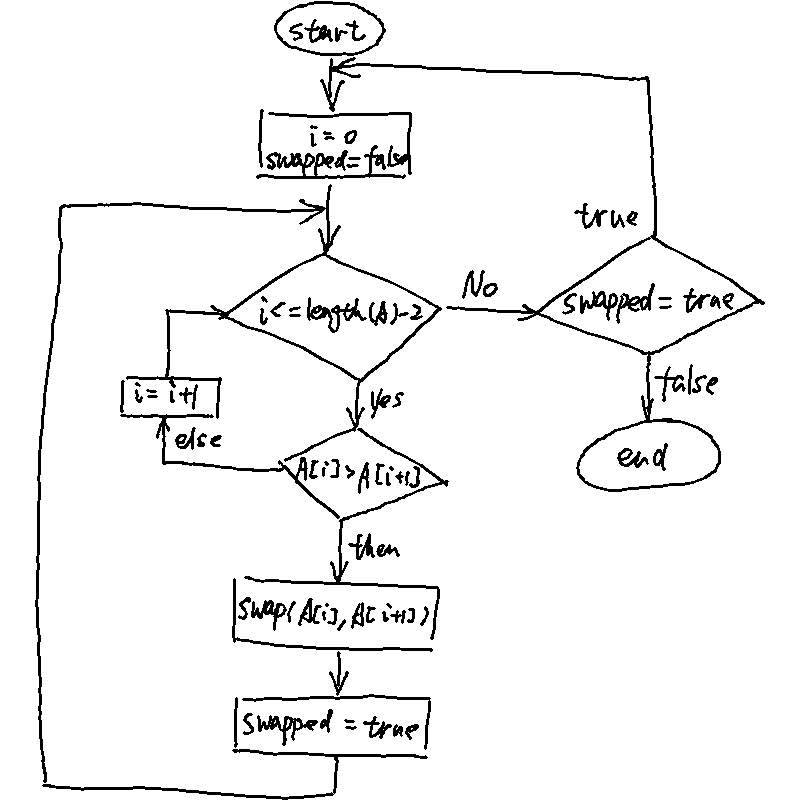 start
i = 0
swapped = false
i <= length(A) - 2
No
true
swapped = true
false
end
yes
i = i+1
else
A[i] > A[i+1]
then
swap(A[i], A[i+1])
swapped = true